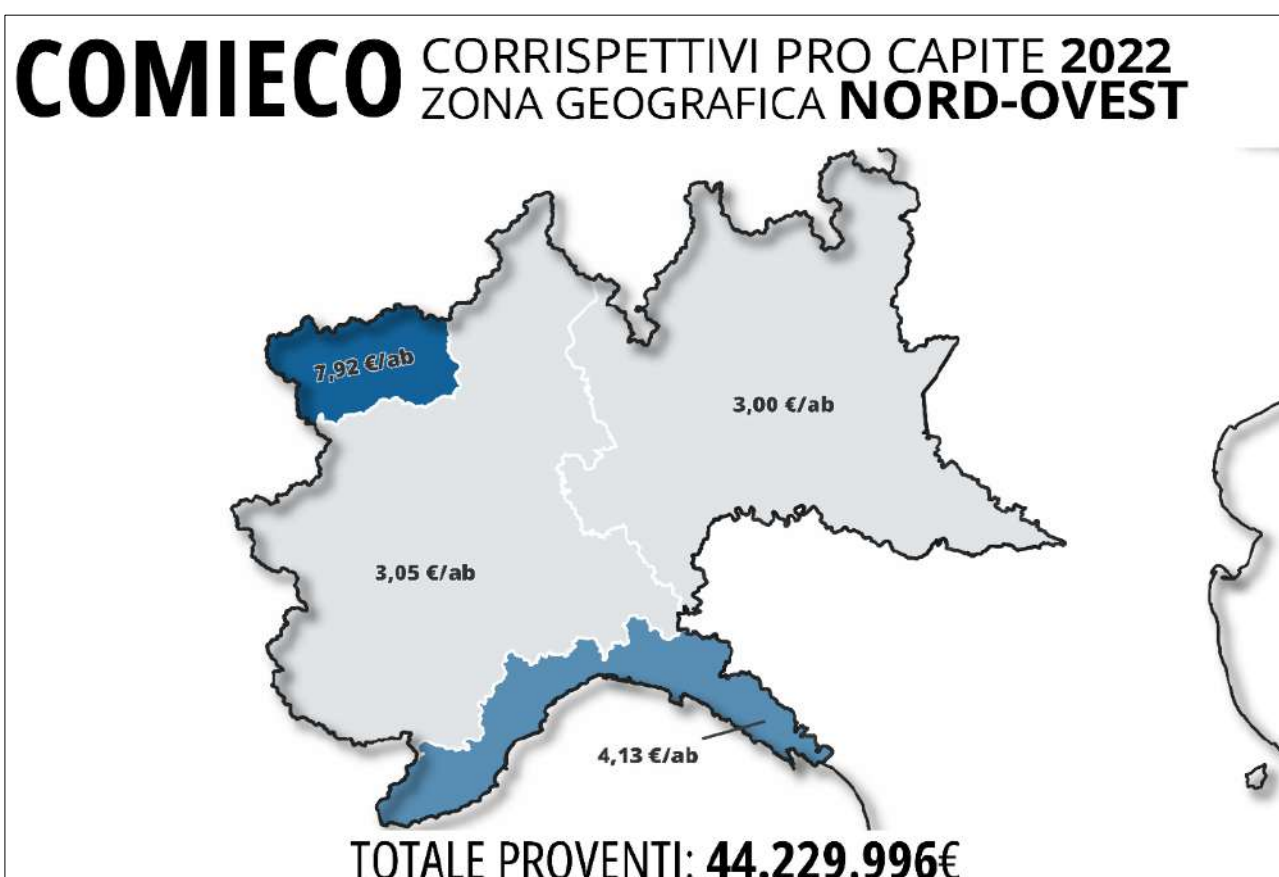 COMIECO CORRISPETTIVI PRO CAPITE 2022
ZONA GEOGRAFICA NORD-OVEST
7,92 €/ab
3,00 €/ab
3,05 €/ab
4,13 €/ab
TOTALE PROVENTI: 44.229.996€